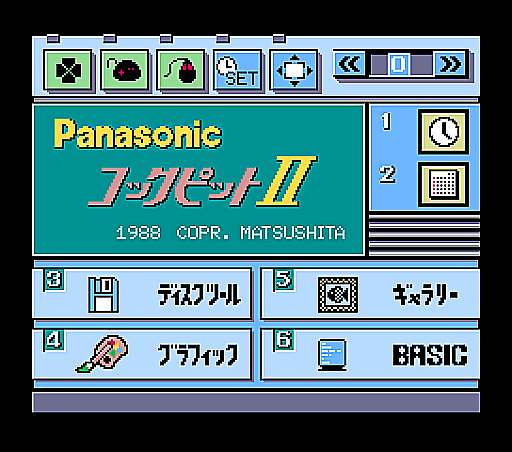 SET
≪ 0 ≫
Panasonic
コックピットII
1988 COPR. MATSUSHITA
1
2
3 ディスクツール
5 ギャラリー
4 グラフィック
6 BASIC